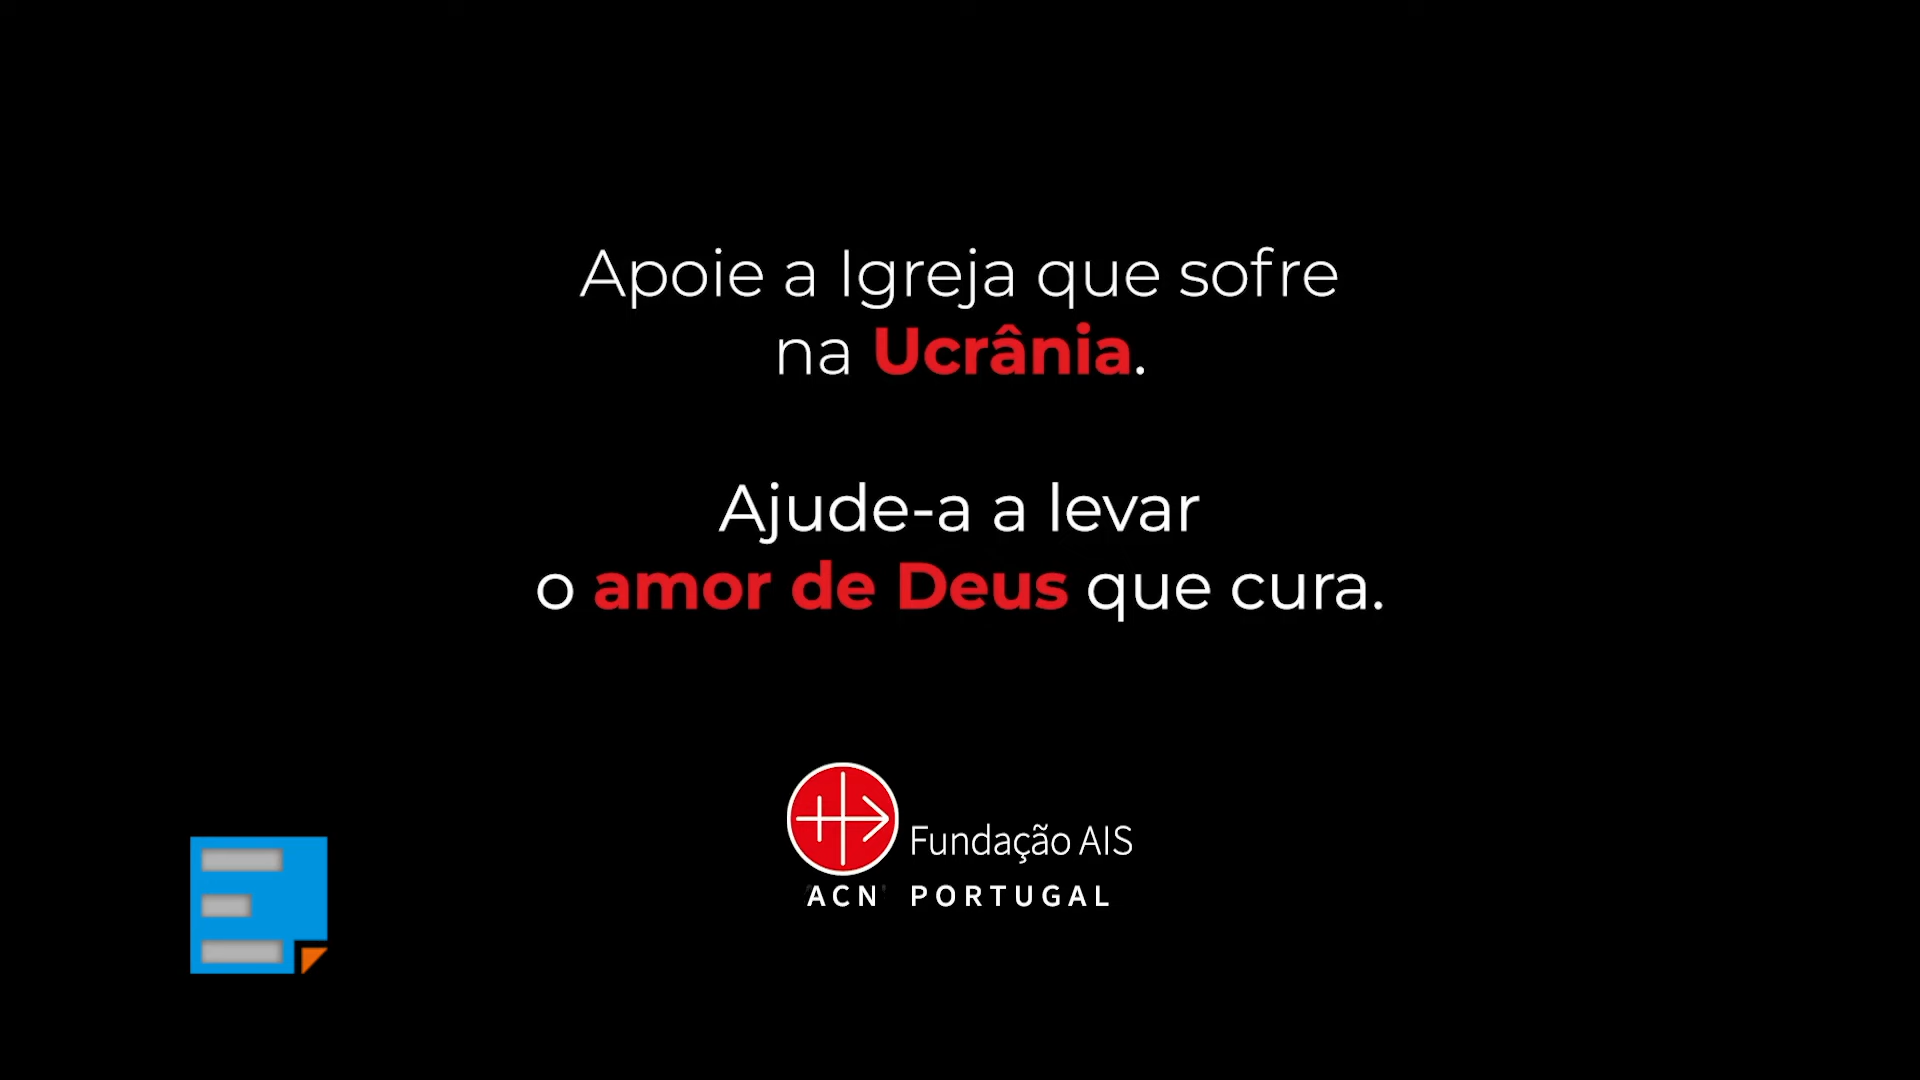 Apoie a Igreja que sofre
na Ucrânia.
Ajude-a a levar
o amor de Deus que cura.
Fundação AIS
ACN PORTUGAL